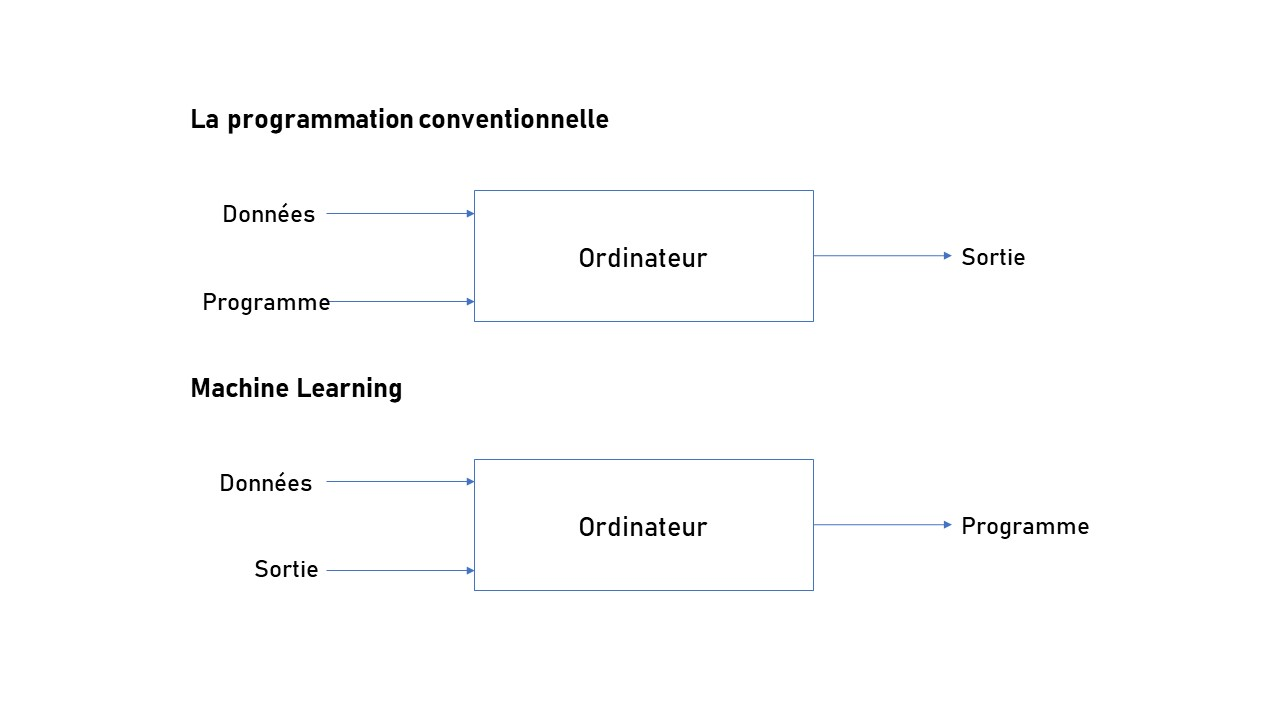 La programmation conventionnelle
Données
Ordinateur
Sortie
Programme
Machine Learning
Données
Ordinateur
Programme
Sortie